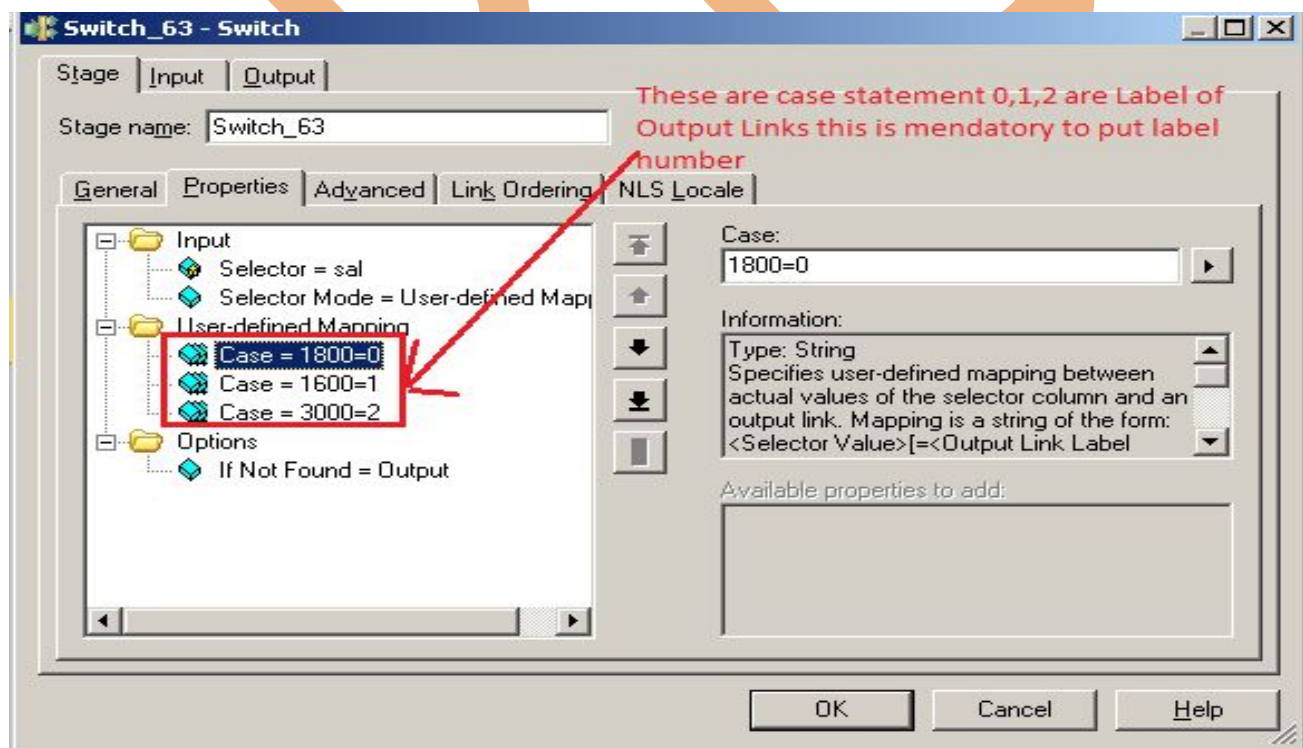 Switch_63 - Switch
Stage Input Output
These are case statement 0,1,2 are Label of
Output Links this is mendatory to put label
number
Stage name: Switch_63
General Properties Advanced Link Ordering NLS Locale
Input
Selector = sal
Selector Mode = User-defined Mapp
User-defined Mapping
Case = 1800=0
Case = 1600=1
Case = 3000=2
Options
If Not Found = Output
Case:
1800=0
Information:
Type: String
Specifies user-defined mapping between
actual values of the selector column and an
output link. Mapping is a string of the form:
<Selector Value>[=<Output Link Label
Available properties to add:
OK Cancel Help